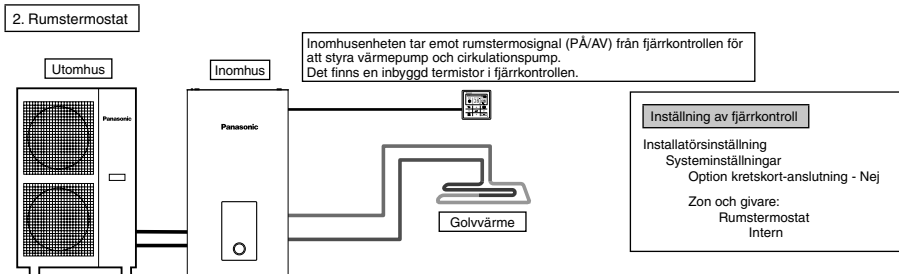 2. Rumstermostat
Inomhusenheten tar emot rumstermosignal (PÅ/AV) från fjärrkontrollen för
att styra värmepump och cirkulationspump.
Det finns en inbyggd termistor i fjärrkontrollen.
Utomhus
Inomhus
Panasonic
Panasonic
Golvvärme
Inställning av fjärrkontroll
Installatörsinställning
Systeminställningar
Option kretskort-anslutning - Nej
Zon och givare:
Rumstermostat
Intern